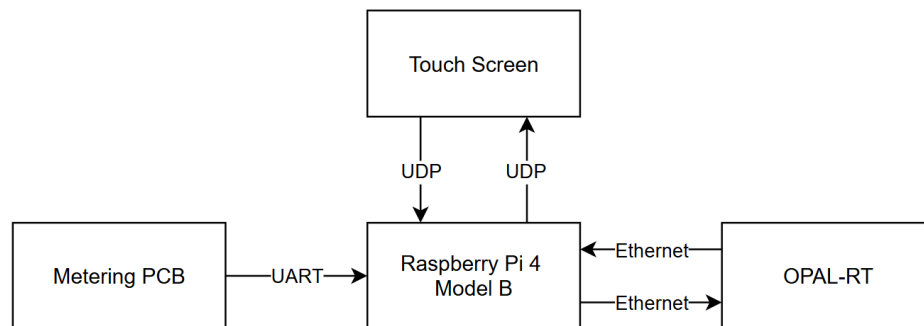 Touch Screen
UDP
UDP
Metering PCB
UART
Raspberry Pi 4
Model B
Ethernet
Ethernet
OPAL-RT